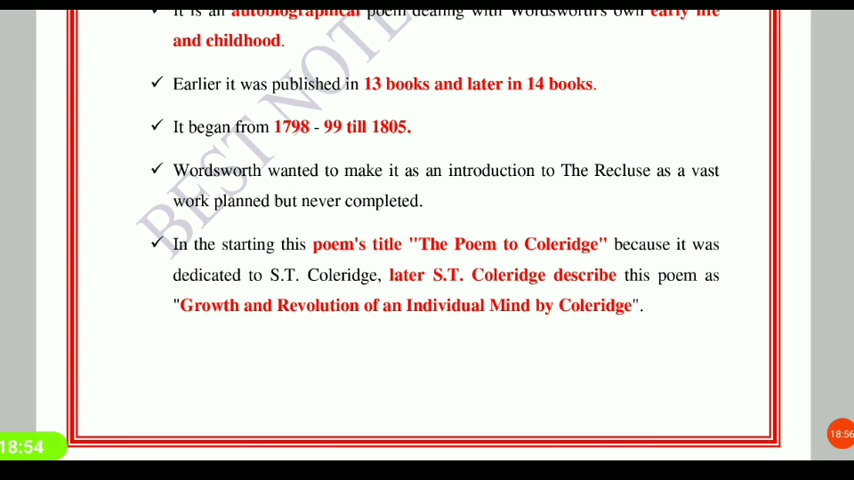 ✓ It is an autobiographical poem dealing with Wordsworth's own early life
and childhood.
✓ Earlier it was published in 13 books and later in 14 books.
✓ It began from 1798 - 99 till 1805.
✓ Wordsworth wanted to make it as an introduction to The Recluse as a vast
work planned but never completed.
✓ In the starting this poem's title "The Poem to Coleridge" because it was
dedicated to S.T. Coleridge, later S.T. Coleridge describe this poem as
"Growth and Revolution of an Individual Mind by Coleridge".
BEST NOTE
18:54
18:56